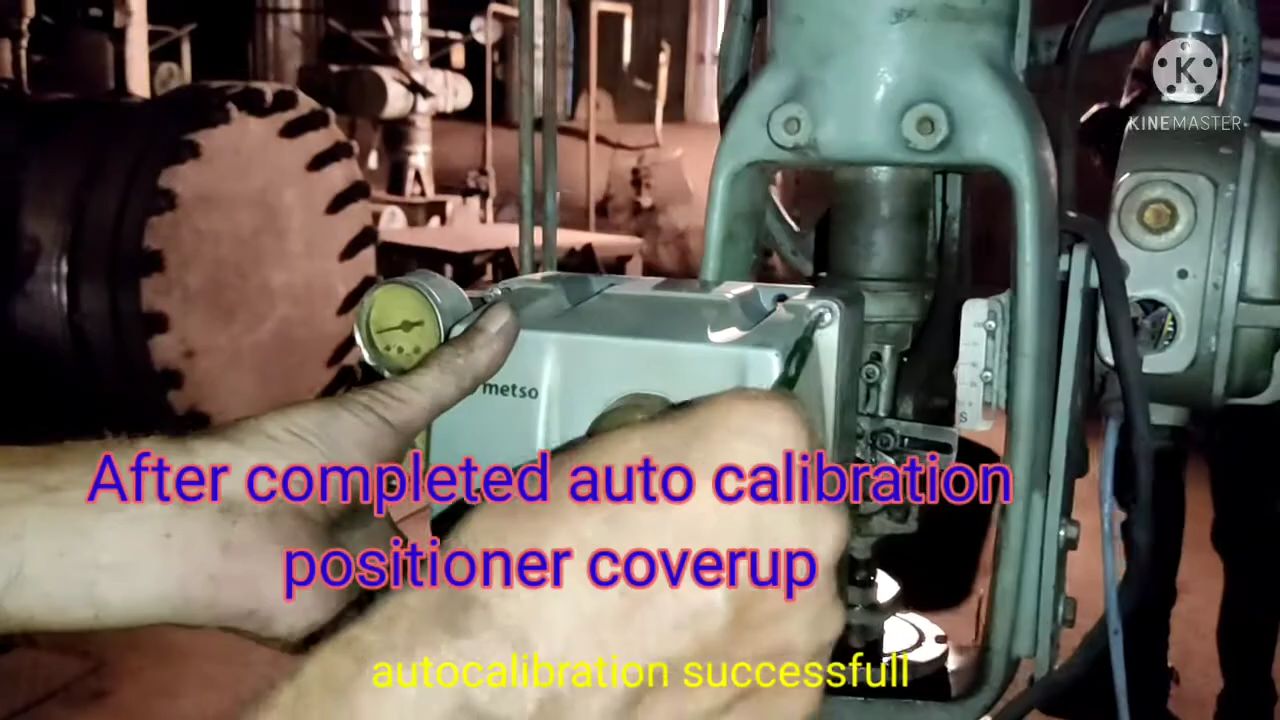 K
KINEMASTER
metso
S
After completed auto calibration
positioner coverup
autocalibration successfull